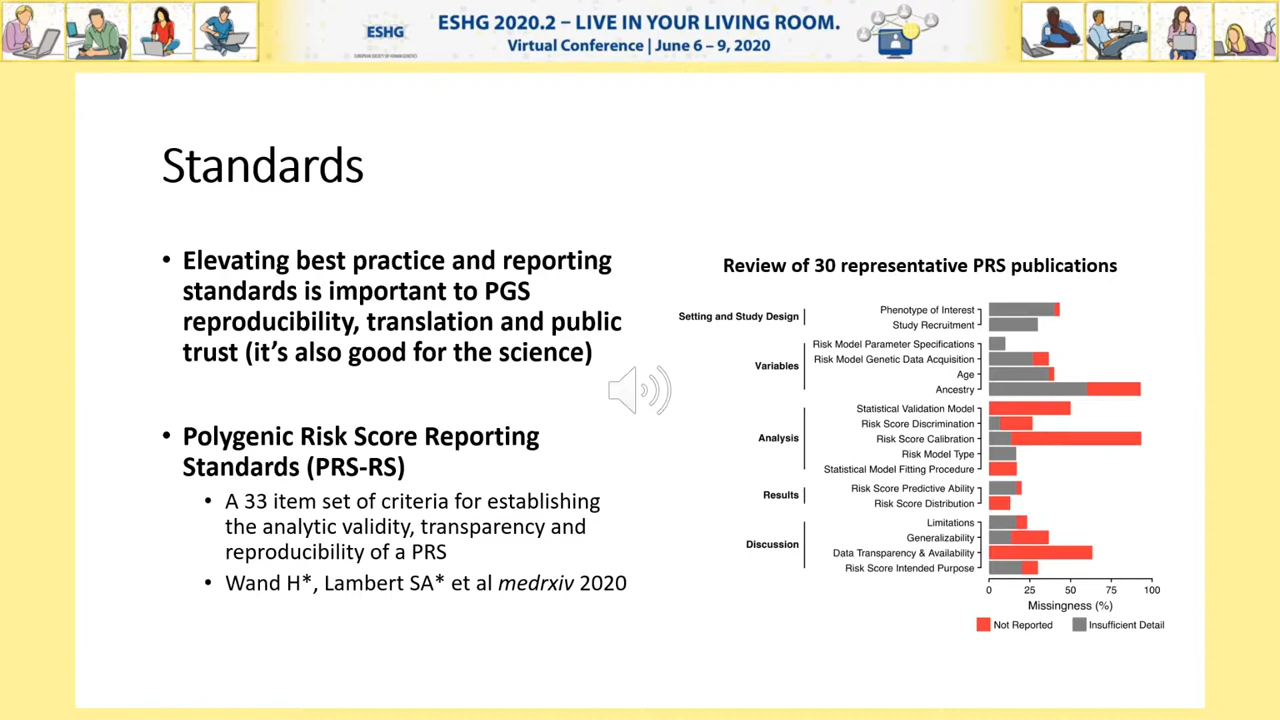 ESHG
EUROPEAN SOCIETY OF HUMAN GENETICS
ESHG 2020.2 – LIVE IN YOUR LIVING ROOM.
Virtual Conference | June 6 – 9, 2020
Standards
• Elevating best practice and reporting
standards is important to PGS
reproducibility, translation and public
trust (it's also good for the science)
• Polygenic Risk Score Reporting
Standards (PRS-RS)
• A 33 item set of criteria for establishing
the analytic validity, transparency and
reproducibility of a PRS
• Wand H*, Lambert SA* et al medrxiv 2020
Review of 30 representative PRS publications
Setting and Study Design
Phenotype of Interest
Study Recruitment
Variables
Risk Model Parameter Specifications
Risk Model Genetic Data Acquisition
Age
Ancestry
Analysis
Statistical Validation Model
Risk Score Discrimination
Risk Score Calibration
Risk Model Type
Statistical Model Fitting Procedure
Results
Risk Score Predictive Ability
Risk Score Distribution
Discussion
Limitations
Generalizability
Data Transparency & Availability
Risk Score Intended Purpose
0 25 50 75 100
Missingness (%)
Not Reported Insufficient Detail